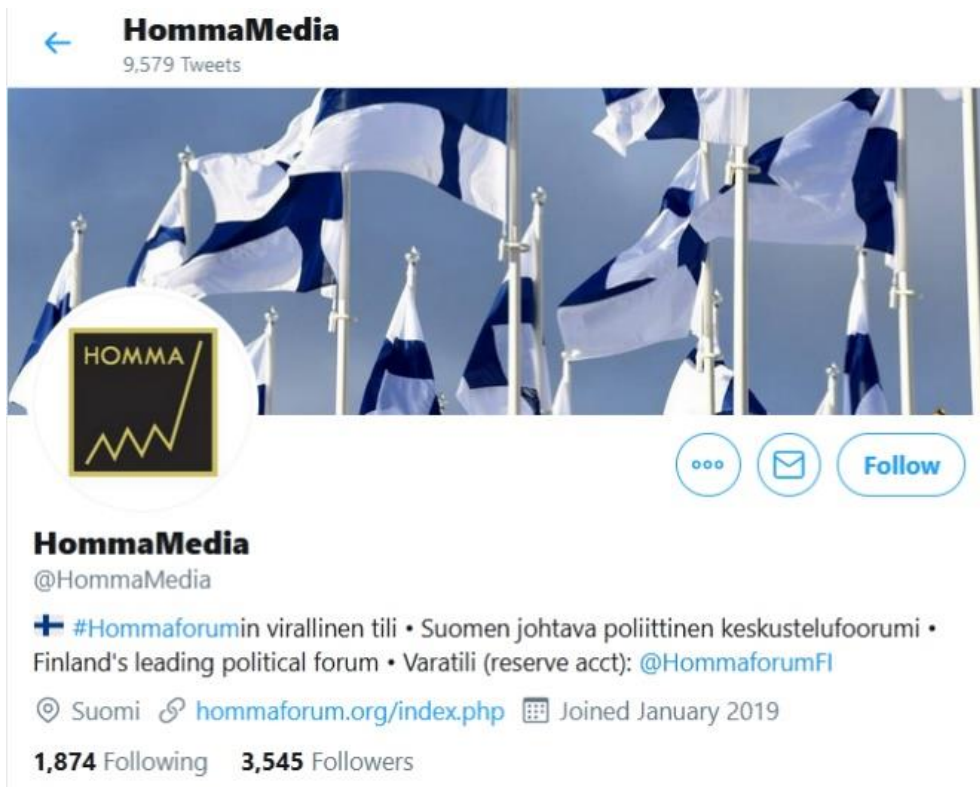 HommaMedia
9,579 Tweets
HOMMA
Follow
HommaMedia
@HommaMedia
#Hommaforumin virallinen tili • Suomen johtava poliittinen keskustelufoorumi •
Finland's leading political forum • Varatili (reserve acct): @HommaforumFI
Suomi hommaforum.org/index.php Joined January 2019
1,874 Following 3,545 Followers